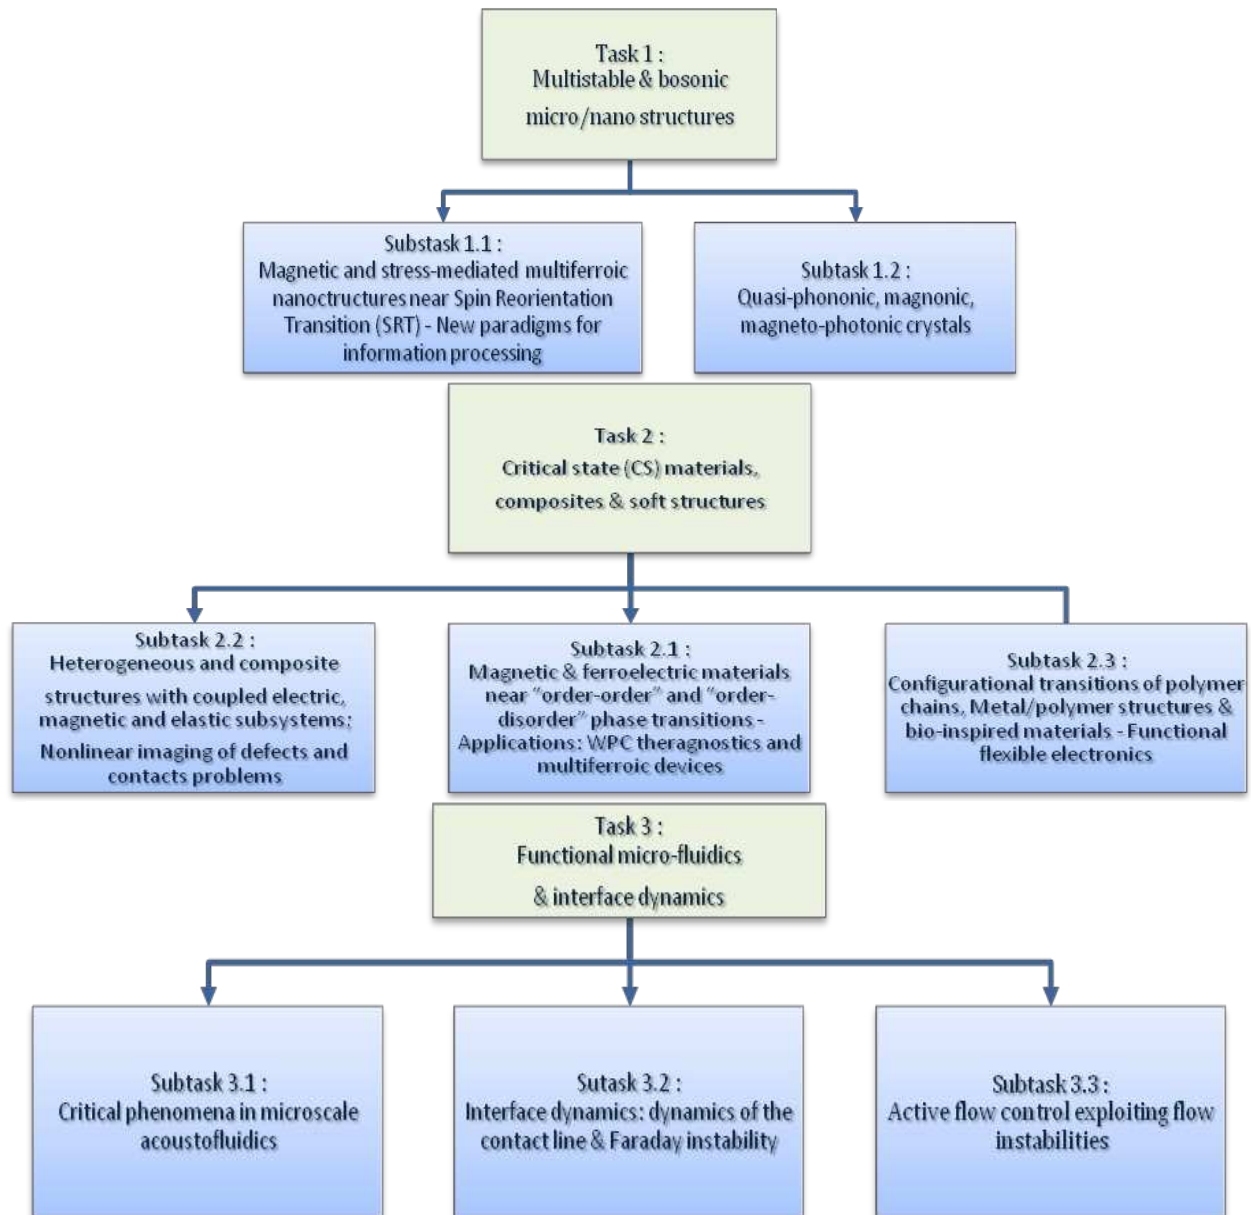 Task 1 :
Multistable & bosonic
micro/nano structures
Substask 1.1 :
Magnetic and stress-mediated multiferroic
nanoctructures near Spin Reorientation
Transition (SRT) - New paradigms for
information processing
Subtask 1.2 :
Quasi-phononic, magnonic,
magneto-photonic crystals
Task 2 :
Critical state (CS) materials,
composites & soft structures
Subtask 2.2 :
Heterogeneous and composite
structures with coupled electric,
magnetic and elastic subsystems;
Nonlinear imaging of defects and
contacts problems
Subtask 2.1 :
Magnetic & ferroelectric materials
near "order-order" and "order-
disorder" phase transitions -
Applications: WPC theragnostics and
multiferroic devices
Subtask 2.3 :
Configurational transitions of polymer
chains, Metal/polymer structures &
bio-inspired materials - Functional
flexible electronics
Task 3 :
Functional micro-fluidics
& interface dynamics
Subtask 3.1 :
Critical phenomena in microscale
acoustofluidics
Sutask 3.2 :
Interface dynamics: dynamics of the
contact line & Faraday instability
Subtask 3.3 :
Active flow control exploiting flow
instabilities